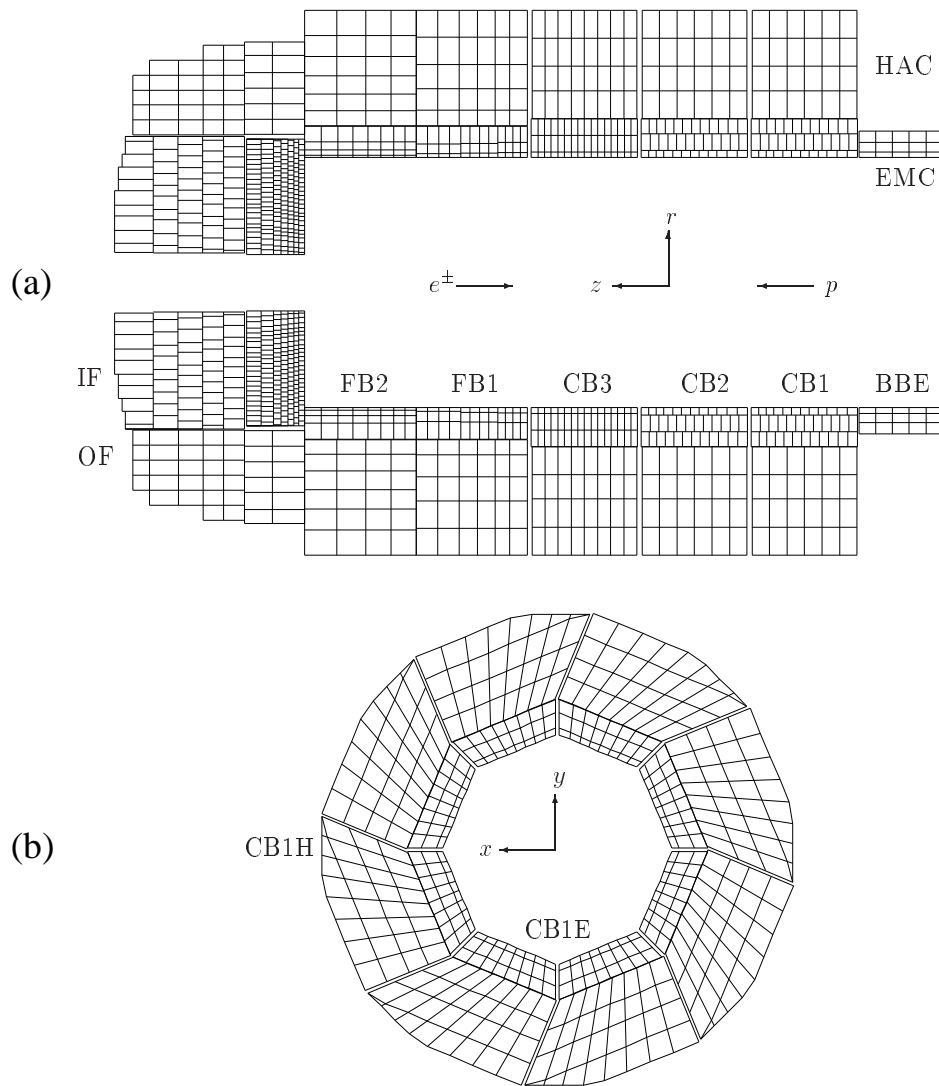 HAC
EMC
r
(a)
e± z p
FB2 FB1 CB3 CB2 CB1 BBE
IF
OF
y
(b)
CB1H
x
CB1E